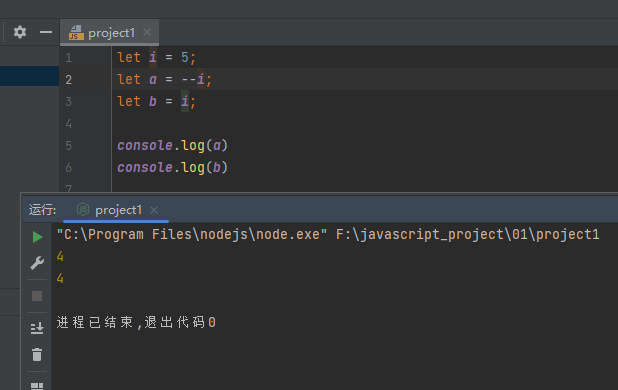 project1
1 let i = 5;
2 let a = --i;
3 let b = i;
4
5 console.log(a)
6 console.log(b)
7
运行: project1
"C:\Program Files\nodejs\node.exe" F:\javascript_project\01\project1
4
4
进程已结束,退出代码0